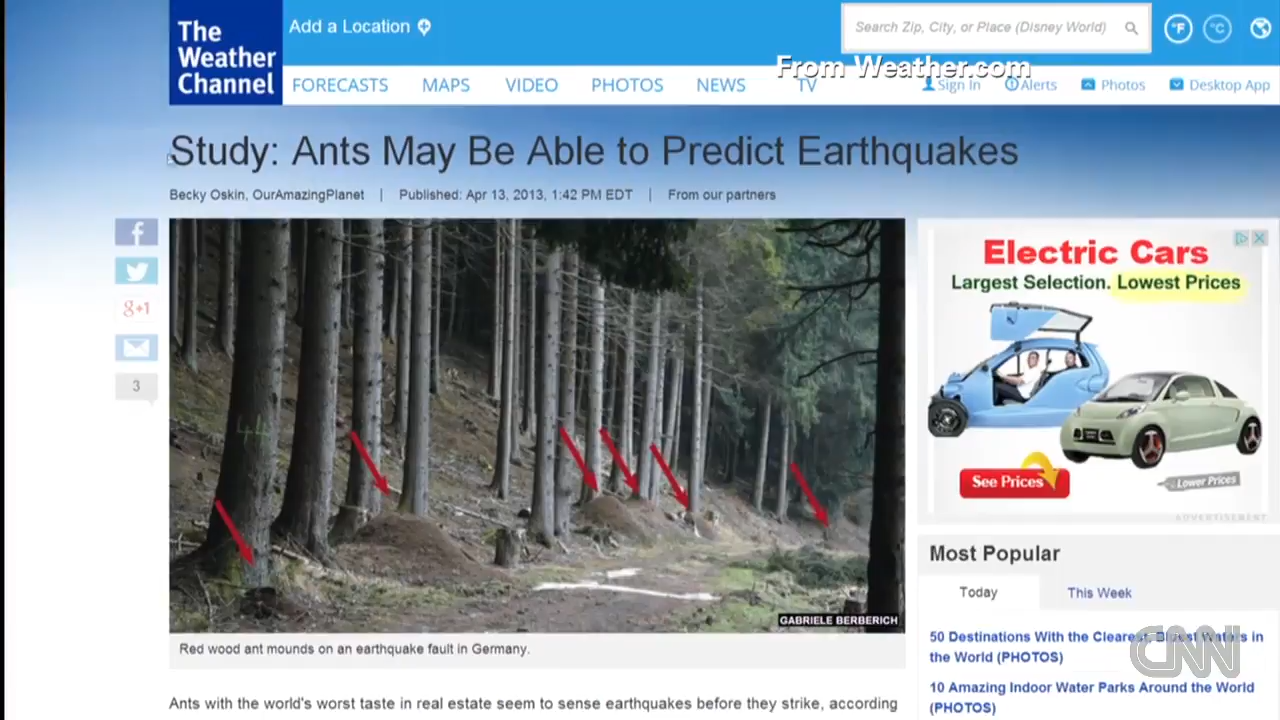 The
Weather
Channel
Add a Location
Search Zip, City, or Place (Disney World)
°F
°C
From Weather.com
FORECASTS MAPS VIDEO PHOTOS NEWS TV
Sign In Alerts Photos Desktop App
Study: Ants May Be Able to Predict Earthquakes
Becky Oskin, OurAmazingPlanet | Published: Apr 13, 2013, 1:42 PM EDT | From our partners
f
g+1
3
44
GABRIELE BERBERICH
Red wood ant mounds on an earthquake fault in Germany.
Ants with the world's worst taste in real estate seem to sense earthquakes before they strike, according
Electric Cars
Largest Selection. Lowest Prices
See Prices
Lower Prices
ADVERTISEMENT
Most Popular
Today This Week
50 Destinations With the Clearest, Bluest Waters in
the World (PHOTOS)
10 Amazing Indoor Water Parks Around the World
(PHOTOS)
CNN